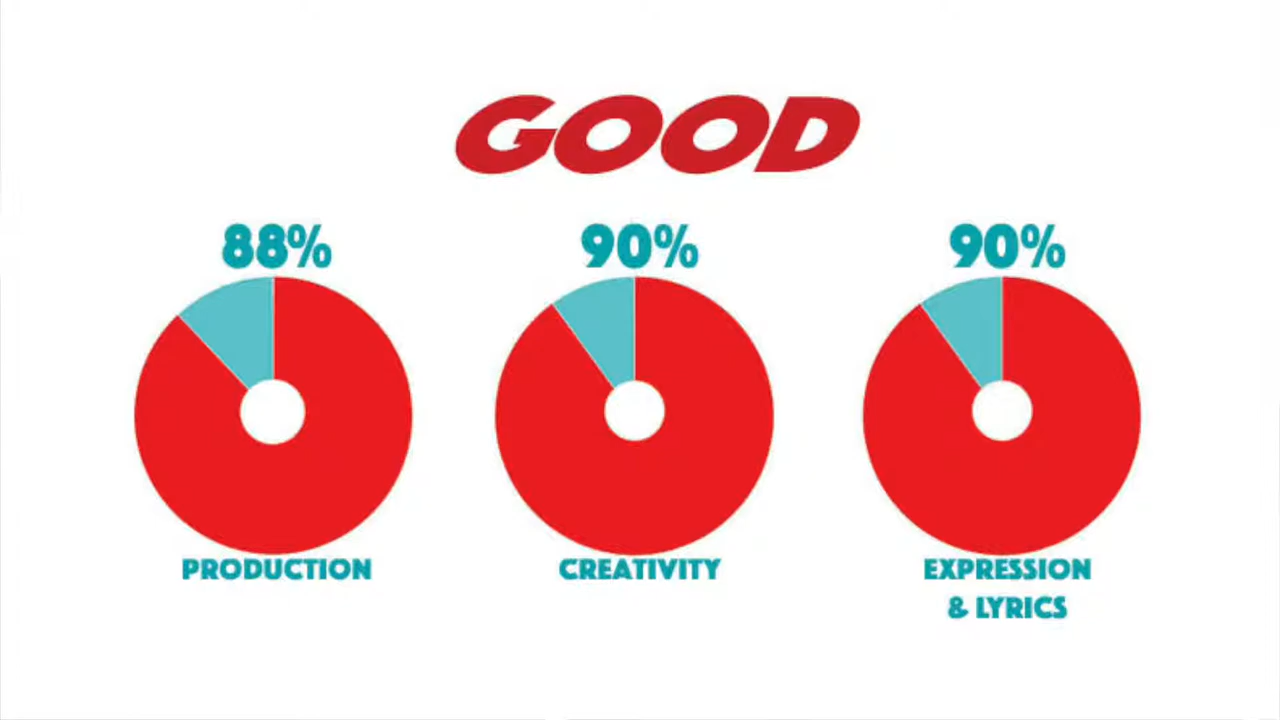 GOOD
88%
90%
90%
PRODUCTION
CREATIVITY
EXPRESSION
& LYRICS